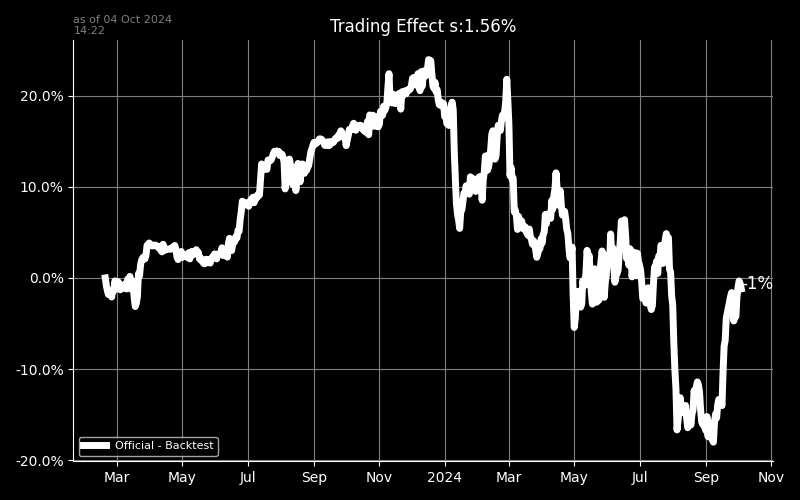 as of 04 Oct 2024
14:22
Trading Effect s:1.56%
20.0%
10.0%
0.0%
-10.0%
-20.0%
-1%
Official - Backtest
Mar May Jul Sep Nov 2024 Mar May Jul Sep Nov